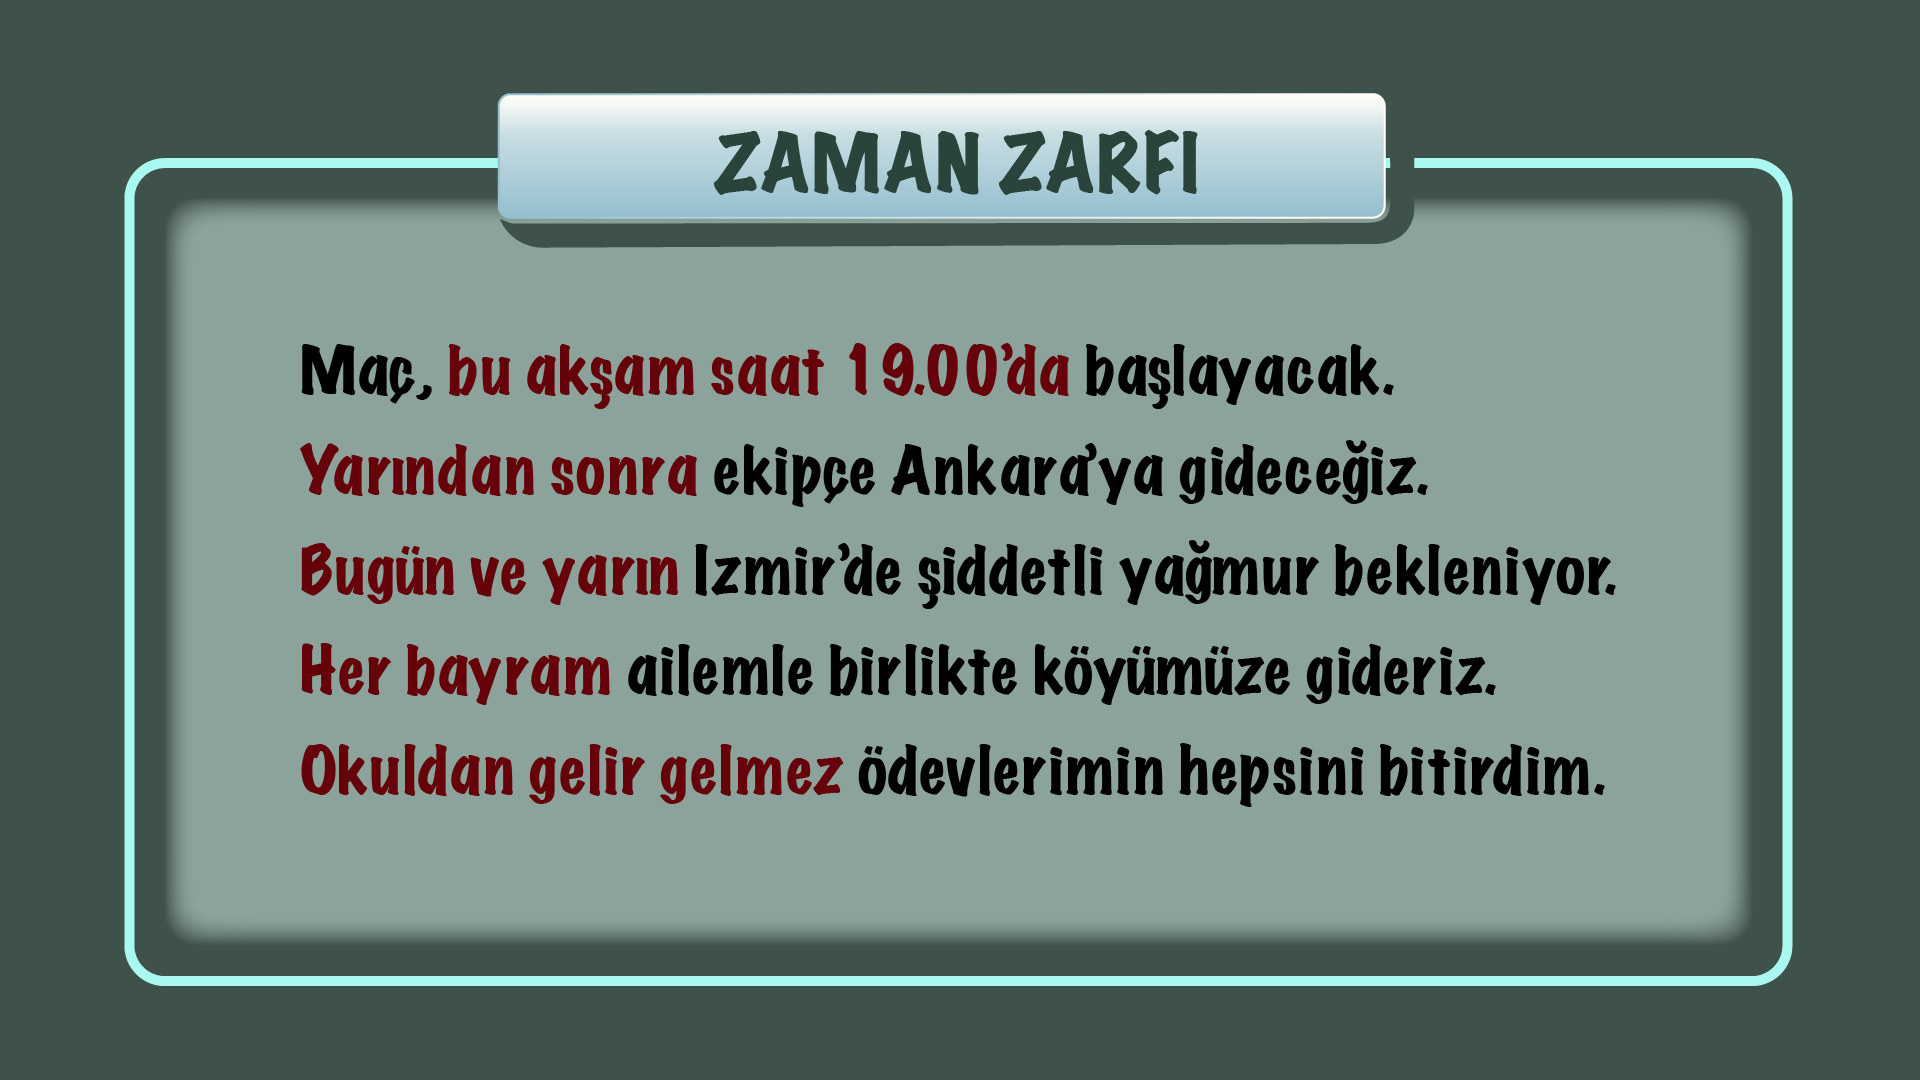 ZAMAN ZARFI
Maç, bu akşam saat 19.00'da başlayacak.
Yarından sonra ekipçe Ankara'ya gideceğiz.
Bugün ve yarın Izmir'de şiddetli yağmur bekleniyor.
Her bayram ailemle birlikte köyümüze gideriz.
Okuldan gelir gelmez ödevlerimin hepsini bitirdim.